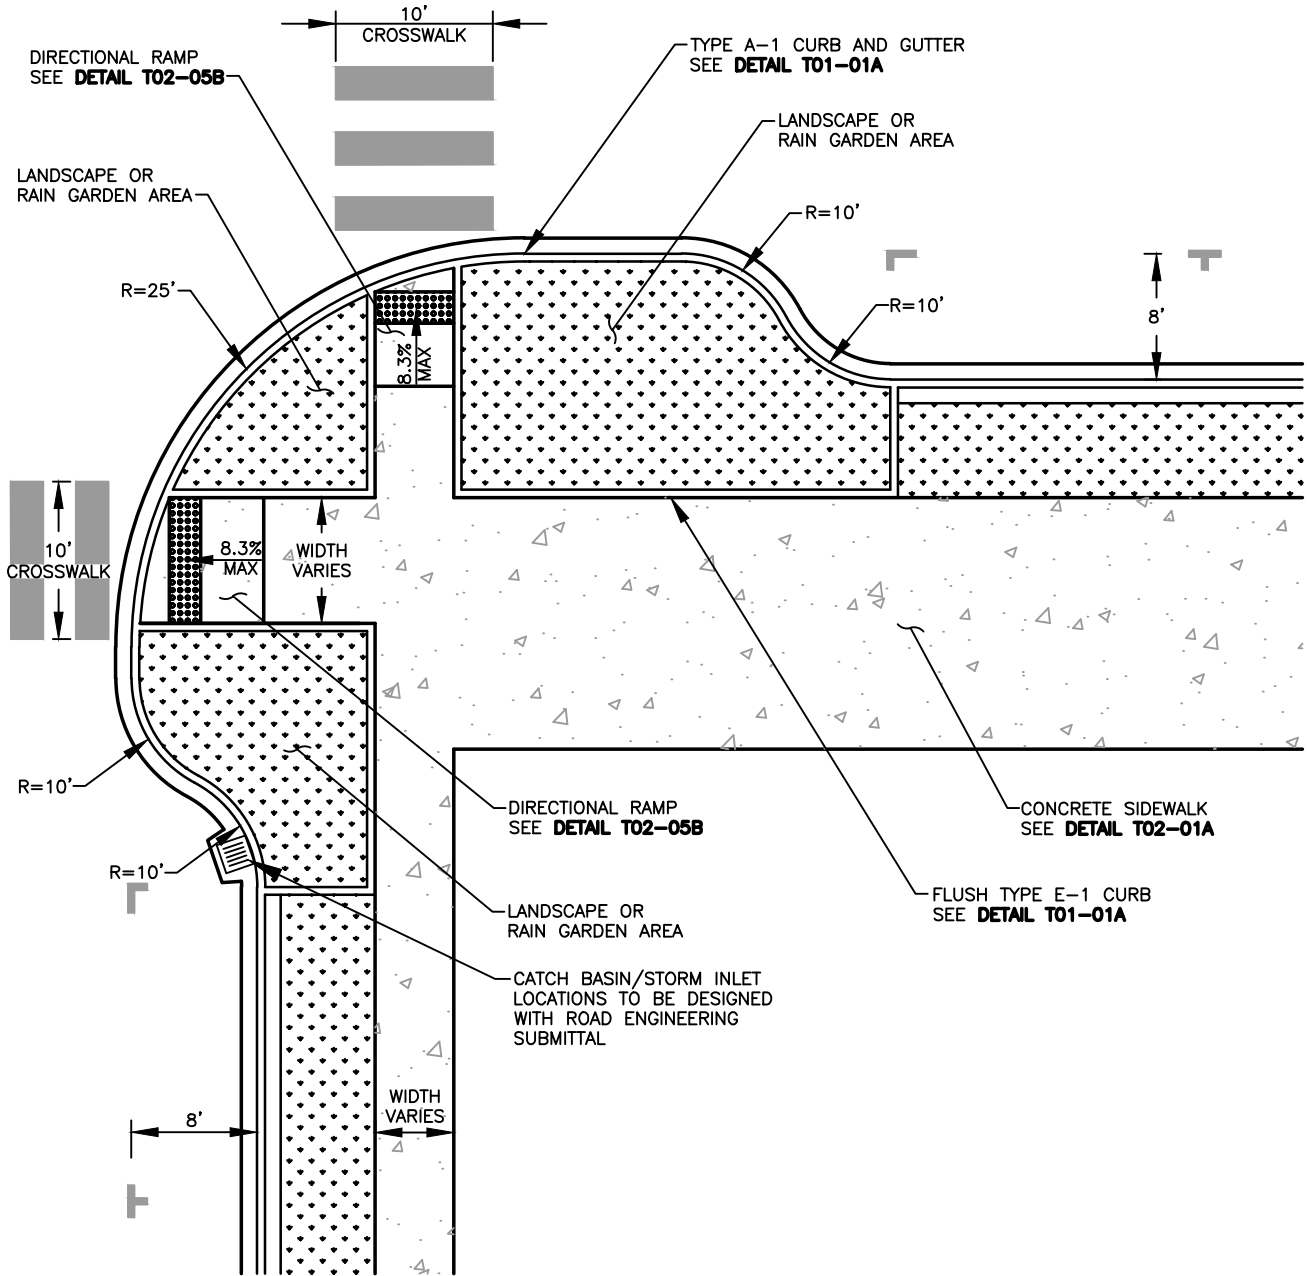 10'
CROSSWALK
DIRECTIONAL RAMP
SEE DETAIL T02-05B
TYPE A-1 CURB AND GUTTER
SEE DETAIL T01-01A
LANDSCAPE OR
RAIN GARDEN AREA
LANDSCAPE OR
RAIN GARDEN AREA
R=10'
R=25'
R=10'
8'
8.3%
MAX
10'
CROSSWALK
8.3%
MAX
WIDTH
VARIES
R=10'
DIRECTIONAL RAMP
SEE DETAIL T02-05B
CONCRETE SIDEWALK
SEE DETAIL T02-01A
R=10'
FLUSH TYPE E-1 CURB
SEE DETAIL T01-01A
LANDSCAPE OR
RAIN GARDEN AREA
CATCH BASIN/STORM INLET
LOCATIONS TO BE DESIGNED
WITH ROAD ENGINEERING
SUBMITTAL
WIDTH
VARIES
8'